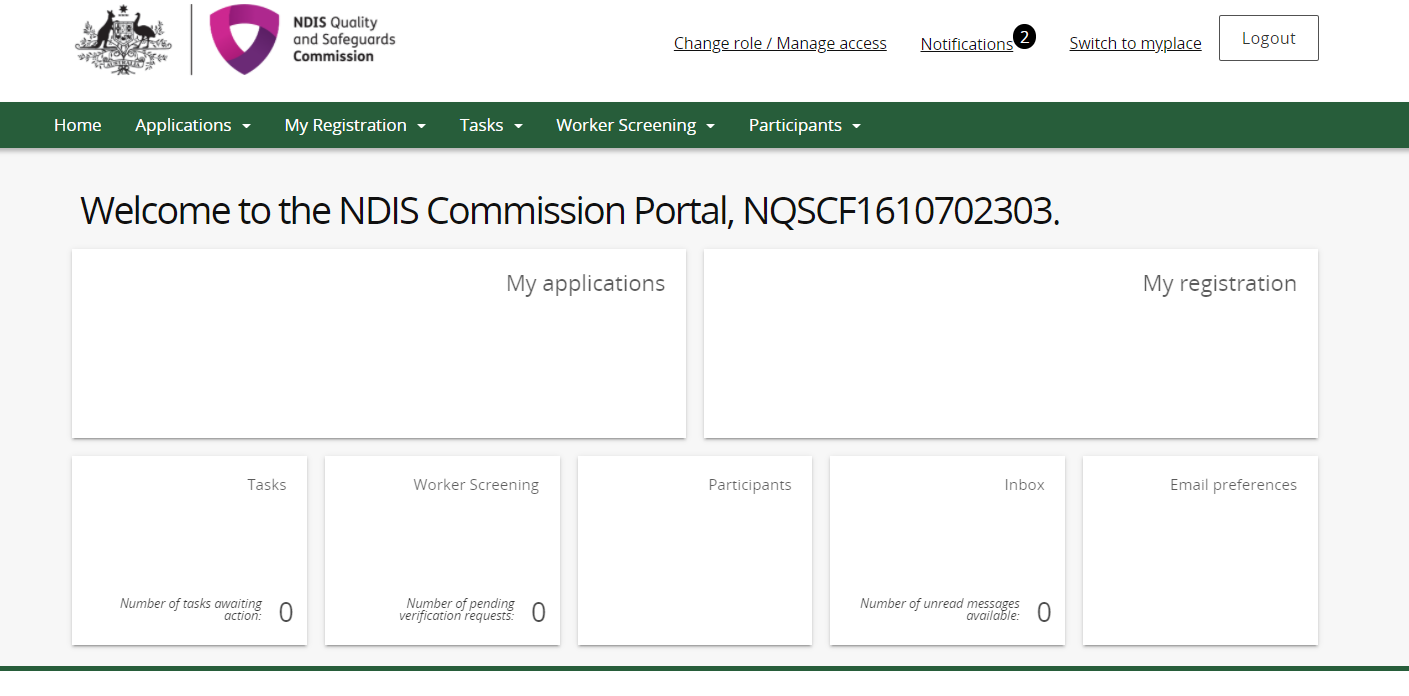 NDIS Quality
and Safeguards
Commission
Change role / Manage access
Notifications 2
Switch to myplace
Logout
Home
Applications
My Registration
Tasks
Worker Screening
Participants
Welcome to the NDIS Commission Portal, NQSCF1610702303.
My applications
My registration
Tasks
Number of tasks awaiting
action: 0
Worker Screening
Number of pending
verification requests: 0
Participants
Inbox
Number of unread messages
available: 0
Email preferences